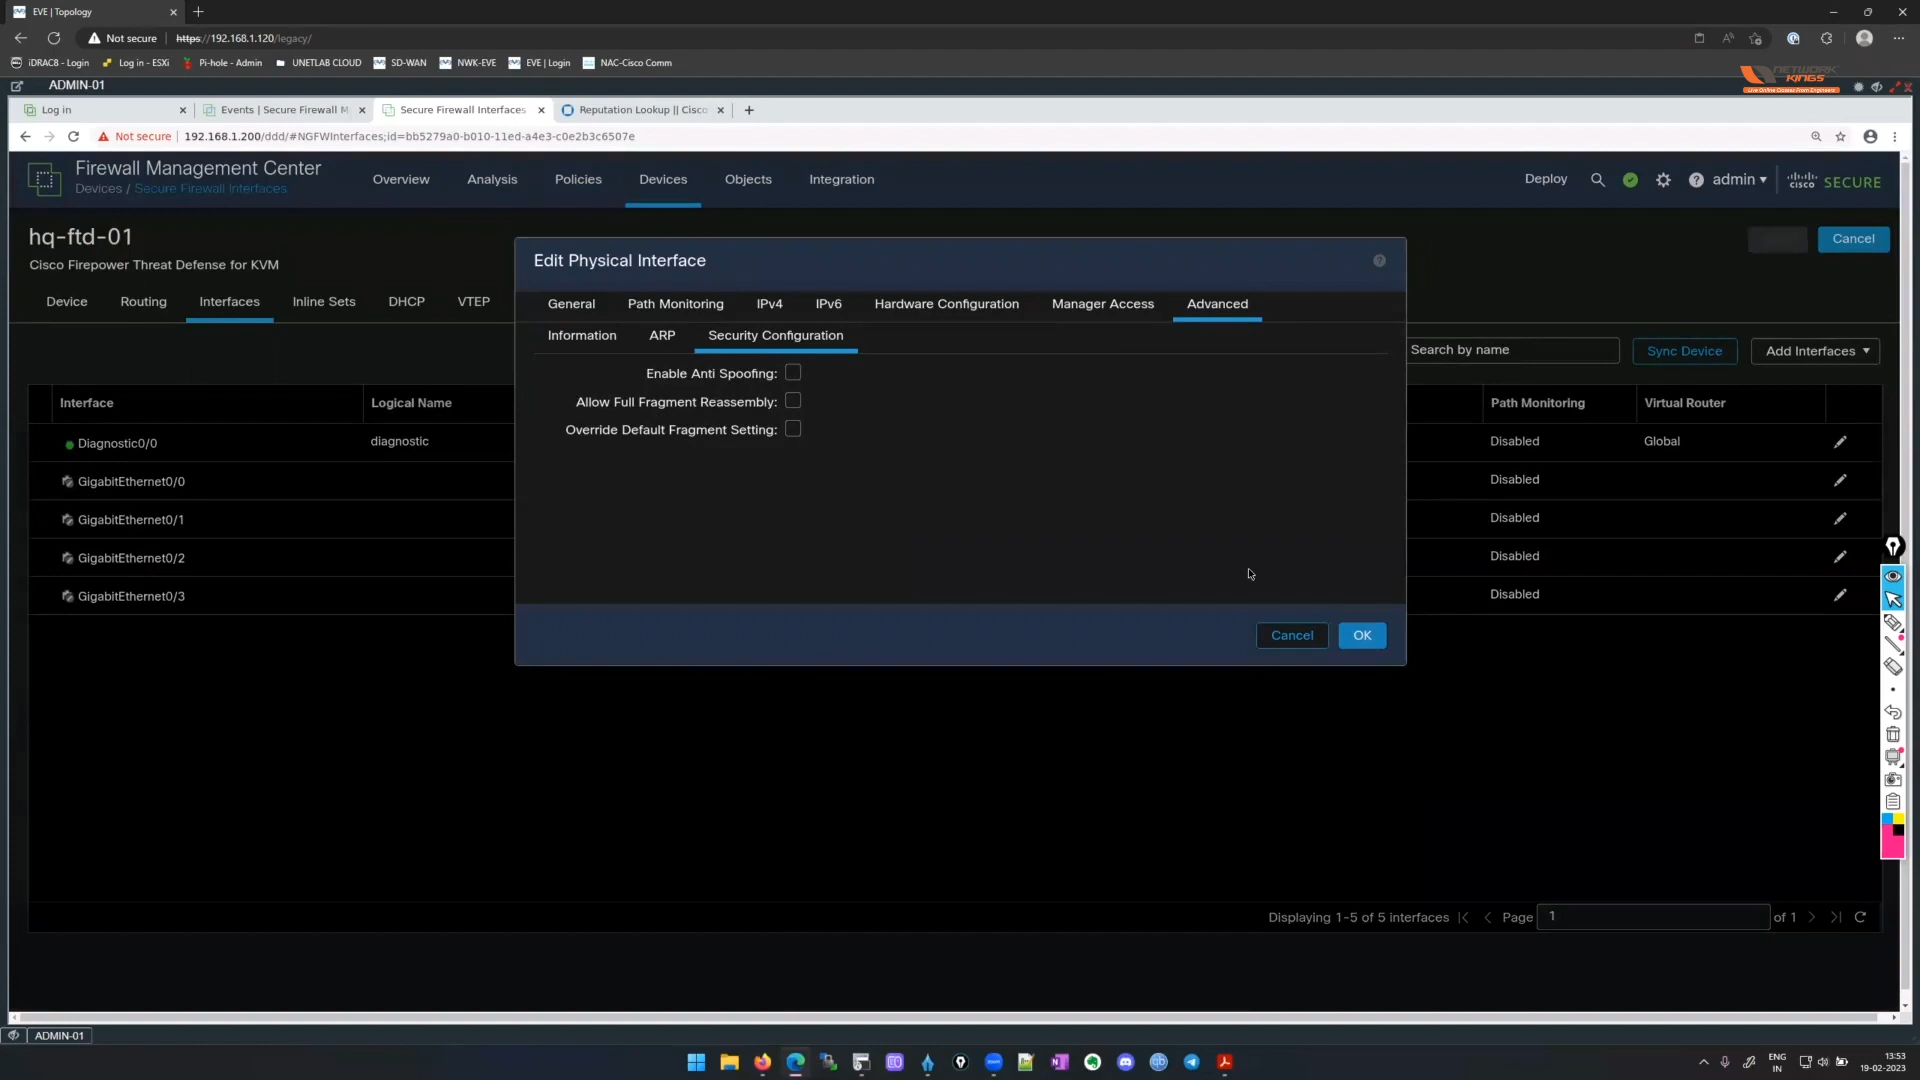 EVE | Topology
Not secure https://192.168.1.120/legacy/
iDRAC8 - Login Log in - ESXi Pi-hole - Admin UNETLAB CLOUD SD-WAN NWK-EVE EVE | Login NAC-Cisco Comm
NETWORK
KINGS
Live Online Classes From Engineers
ADMIN-01
Log in Events | Secure Firewall M Secure Firewall Interfaces Reputation Lookup || Cisco
Not secure 192.168.1.200/ddd/#NGFWInterfaces;id=bb5279a0-b010-11ed-a4e3-c0e2b3c6507e
Firewall Management Center
Devices / Secure Firewall Interfaces
Overview Analysis Policies Devices Objects Integration
Deploy admin cisco SECURE
hq-ftd-01
Cisco Firepower Threat Defense for KVM
Cancel
Device Routing Interfaces Inline Sets DHCP VTEP
Search by name Sync Device Add Interfaces
Interface Logical Name Path Monitoring Virtual Router
Diagnostic0/0 diagnostic Disabled Global
GigabitEthernet0/0 Disabled
GigabitEthernet0/1 Disabled
GigabitEthernet0/2 Disabled
GigabitEthernet0/3 Disabled
Edit Physical Interface
General Path Monitoring IPv4 IPv6 Hardware Configuration Manager Access Advanced
Information ARP Security Configuration
Enable Anti Spoofing:
Allow Full Fragment Reassembly:
Override Default Fragment Setting:
Cancel OK
Displaying 1-5 of 5 interfaces Page 1 of 1
ADMIN-01
ENG
IN
13:53
19-02-2023